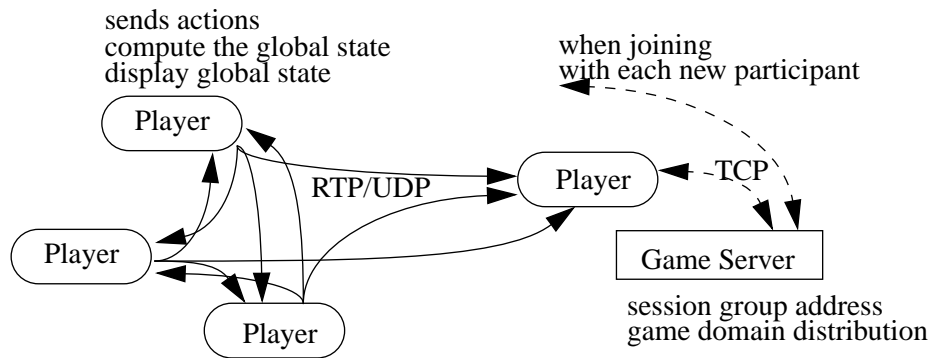 sends actions
compute the global state
display global state
when joining
with each new participant
Player
Player
TCP
RTP/UDP
Player
Game Server
Player
session group address
game domain distribution